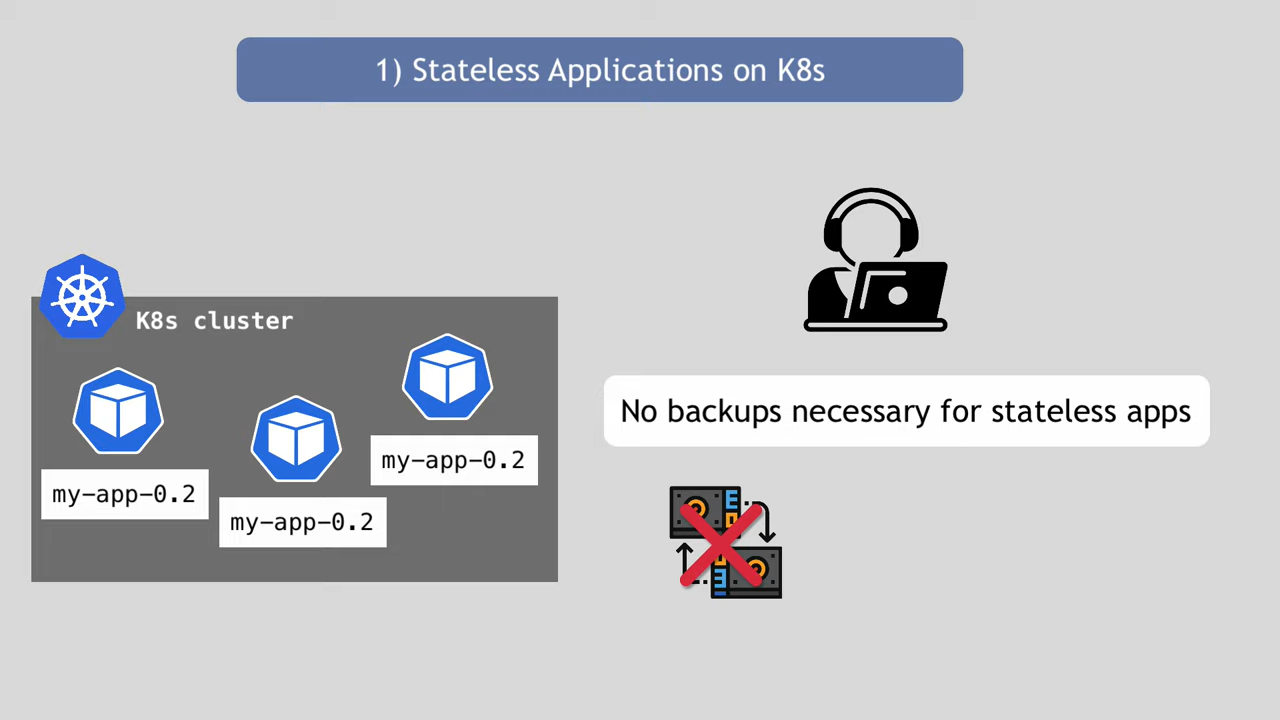 1) Stateless Applications on K8s
K8s cluster
my-app-0.2
my-app-0.2
my-app-0.2
No backups necessary for stateless apps